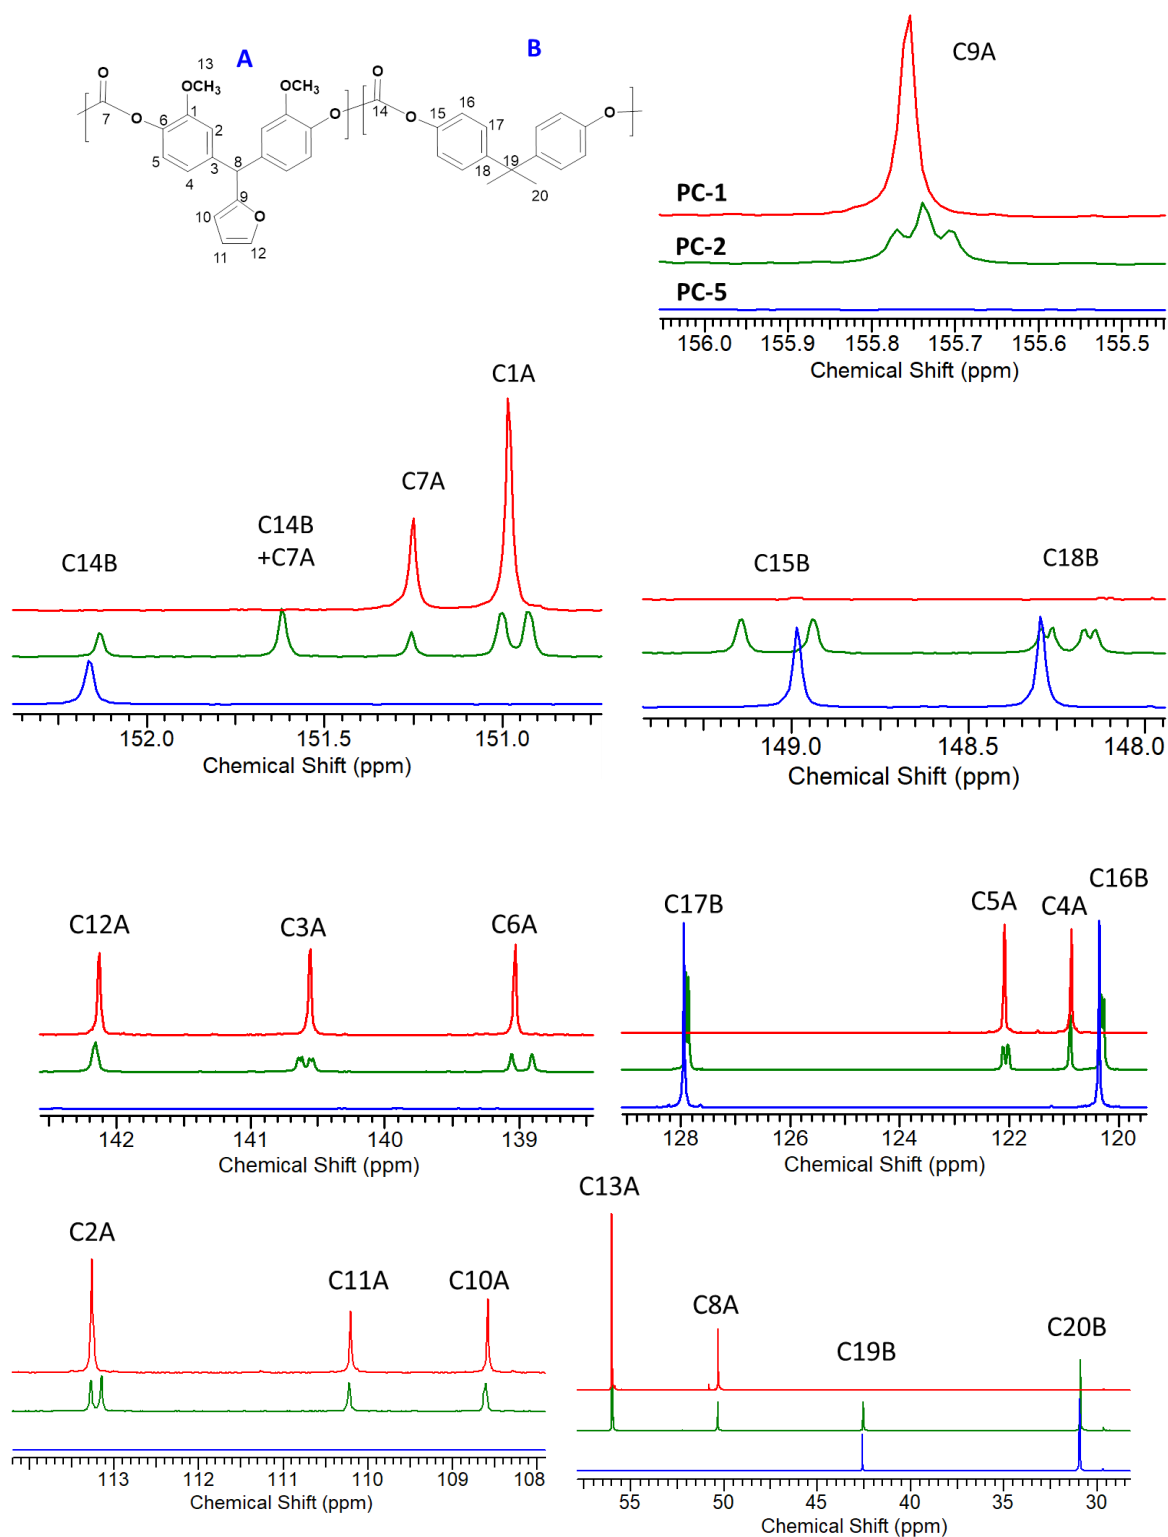 A
B
13
O
OCH3
OCH3
O
7
O
1
6
2
5
3
4
8
9
10
O
11
12
O
14
O
15
16
17
18
19
20
O
C9A
PC-1
PC-2
PC-5
156.0 155.9 155.8 155.7 155.6 155.5
Chemical Shift (ppm)
C1A
C7A
C14B
+C7A
C14B
152.0 151.5 151.0
Chemical Shift (ppm)
C15B
C18B
149.0 148.5 148.0
Chemical Shift (ppm)
C12A
C3A
C6A
142 141 140 139
Chemical Shift (ppm)
C17B
C5A
C4A
C16B
128 126 124 122 120
Chemical Shift (ppm)
C2A
C11A
C10A
113 112 111 110 109 108
Chemical Shift (ppm)
C13A
C8A
C19B
C20B
55 50 45 40 35 30
Chemical Shift (ppm)